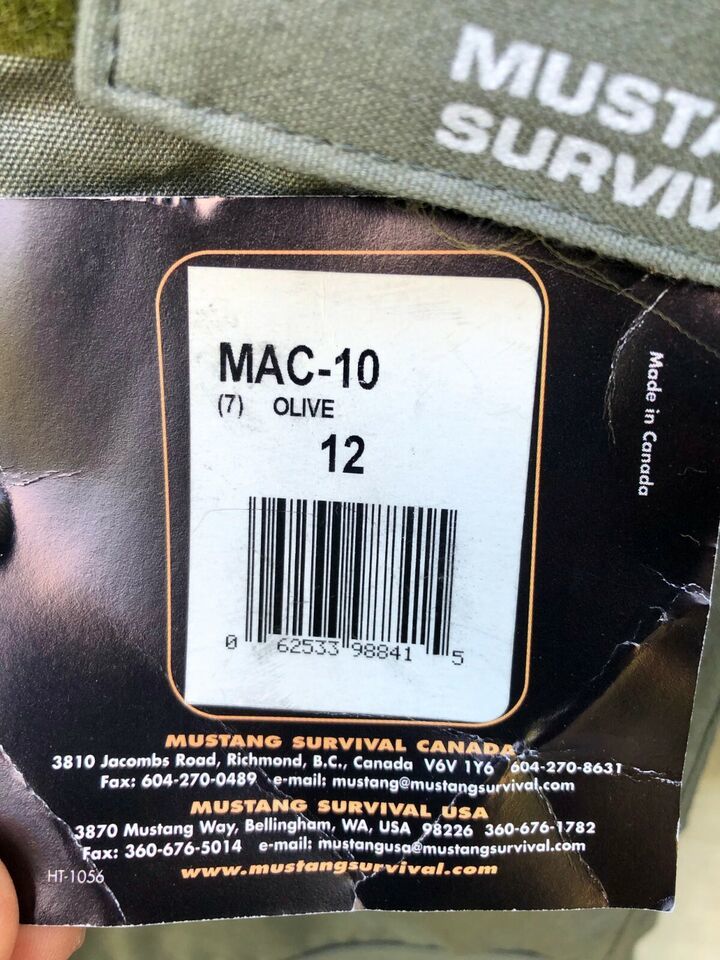 MUSTA
SURVIV
MAC-10
(7) OLIVE
12
0 62533 98841 5
Made in Canada
MUSTANG SURVIVAL CANADA
3810 Jacombs Road, Richmond, B.C., Canada V6V 1Y6 604-270-8631
Fax: 604-270-0489 e-mail: mustang@mustangsurvival.com
MUSTANG SURVIVAL USA
3870 Mustang Way, Bellingham, WA, USA 98226 360-676-1782
Fax: 360-676-5014 e-mail: mustangusa@mustangsurvival.com
HT-1056
www.mustangsurvival.com